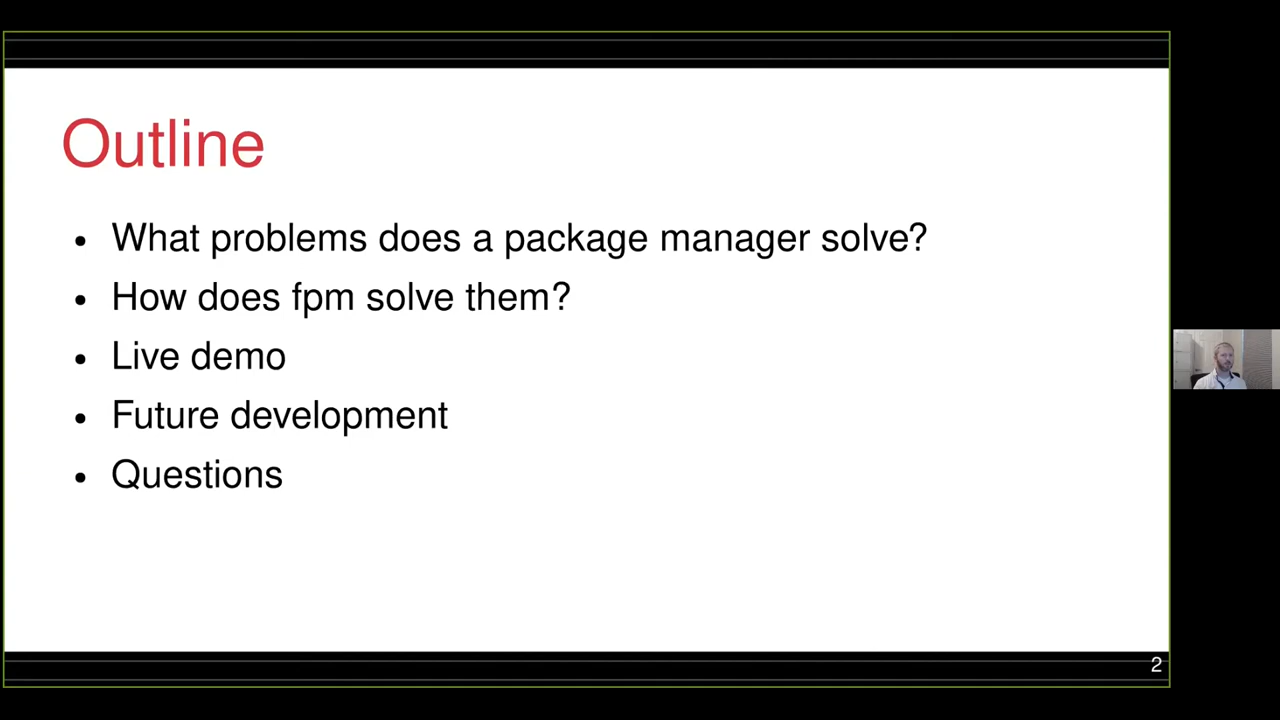 Outline
• What problems does a package manager solve?
• How does fpm solve them?
• Live demo
• Future development
• Questions
2